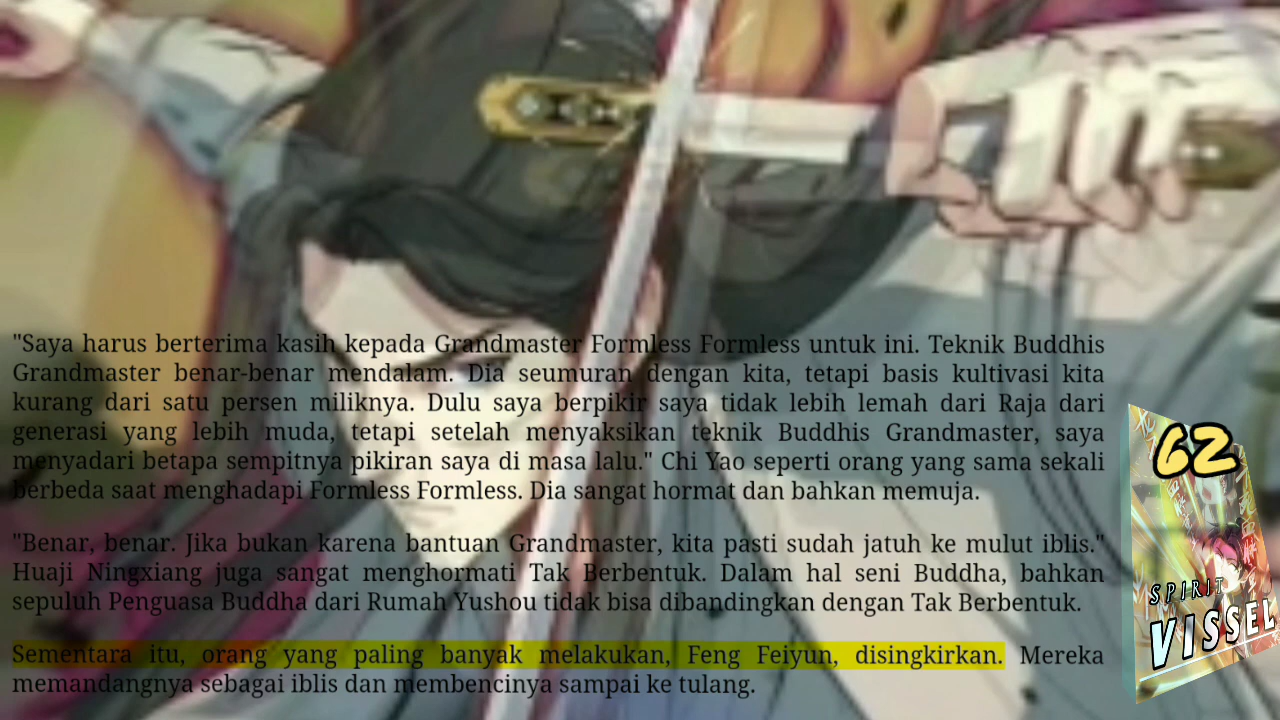 "Saya harus berterima kasih kepada Grandmaster Formless Formless untuk ini. Teknik Buddhis
Grandmaster benar-benar mendalam. Dia seumuran dengan kita, tetapi basis kultivasi kita
kurang dari satu persen miliknya. Dulu saya berpikir saya tidak lebih lemah dari Raja dari
generasi yang lebih muda, tetapi setelah menyaksikan teknik Buddhis Grandmaster, saya
menyadari betapa sempitnya pikiran saya di masa lalu." Chi Yao seperti orang yang sama sekali
berbeda saat menghadapi Formless Formless. Dia sangat hormat dan bahkan memuja.
"Benar, benar. Jika bukan karena bantuan Grandmaster, kita pasti sudah jatuh ke mulut iblis."
Huaji Ningxiang juga sangat menghormati Tak Berbentuk. Dalam hal seni Buddha, bahkan
sepuluh Penguasa Buddha dari Rumah Yushou tidak bisa dibandingkan dengan Tak Berbentuk.
Sementara itu, orang yang paling banyak melakukan, Feng Feiyun, disingkirkan. Mereka
memandangnya sebagai iblis dan membencinya sampai ke tulang.
62
SPIRIT
VISSEL